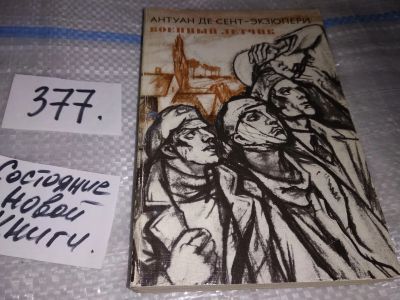 АНТУАН ДЕ СЕНТ-ЭКЗЮПЕРИ
ВОЕННЫЙ ЛЕТЧИК
377.
Состояние
новой
книги.